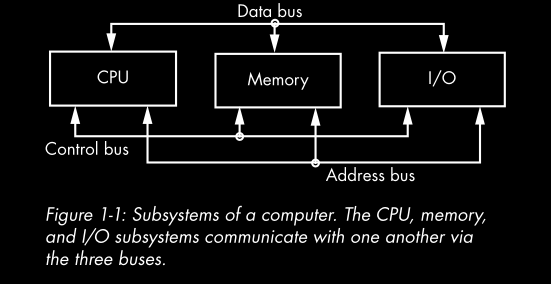 Data bus
CPU
Memory
I/O
Control bus
Address bus
Figure 1-1: Subsystems of a computer. The CPU, memory,
and I/O subsystems communicate with one another via
the three buses.